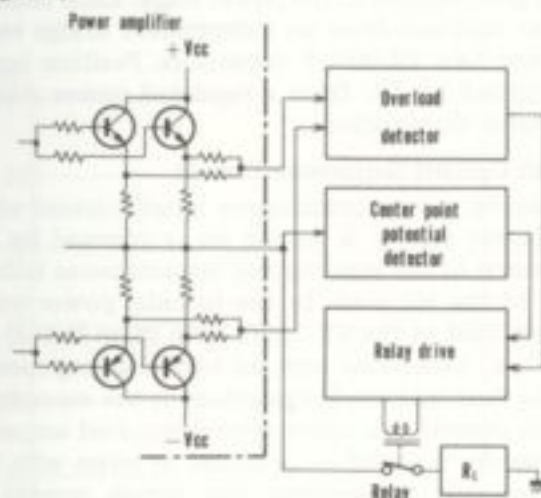 Power amplifier
+Vcc
Overload
detector
Center point
potential
detector
Relay drive
-Vcc
Relay
RL